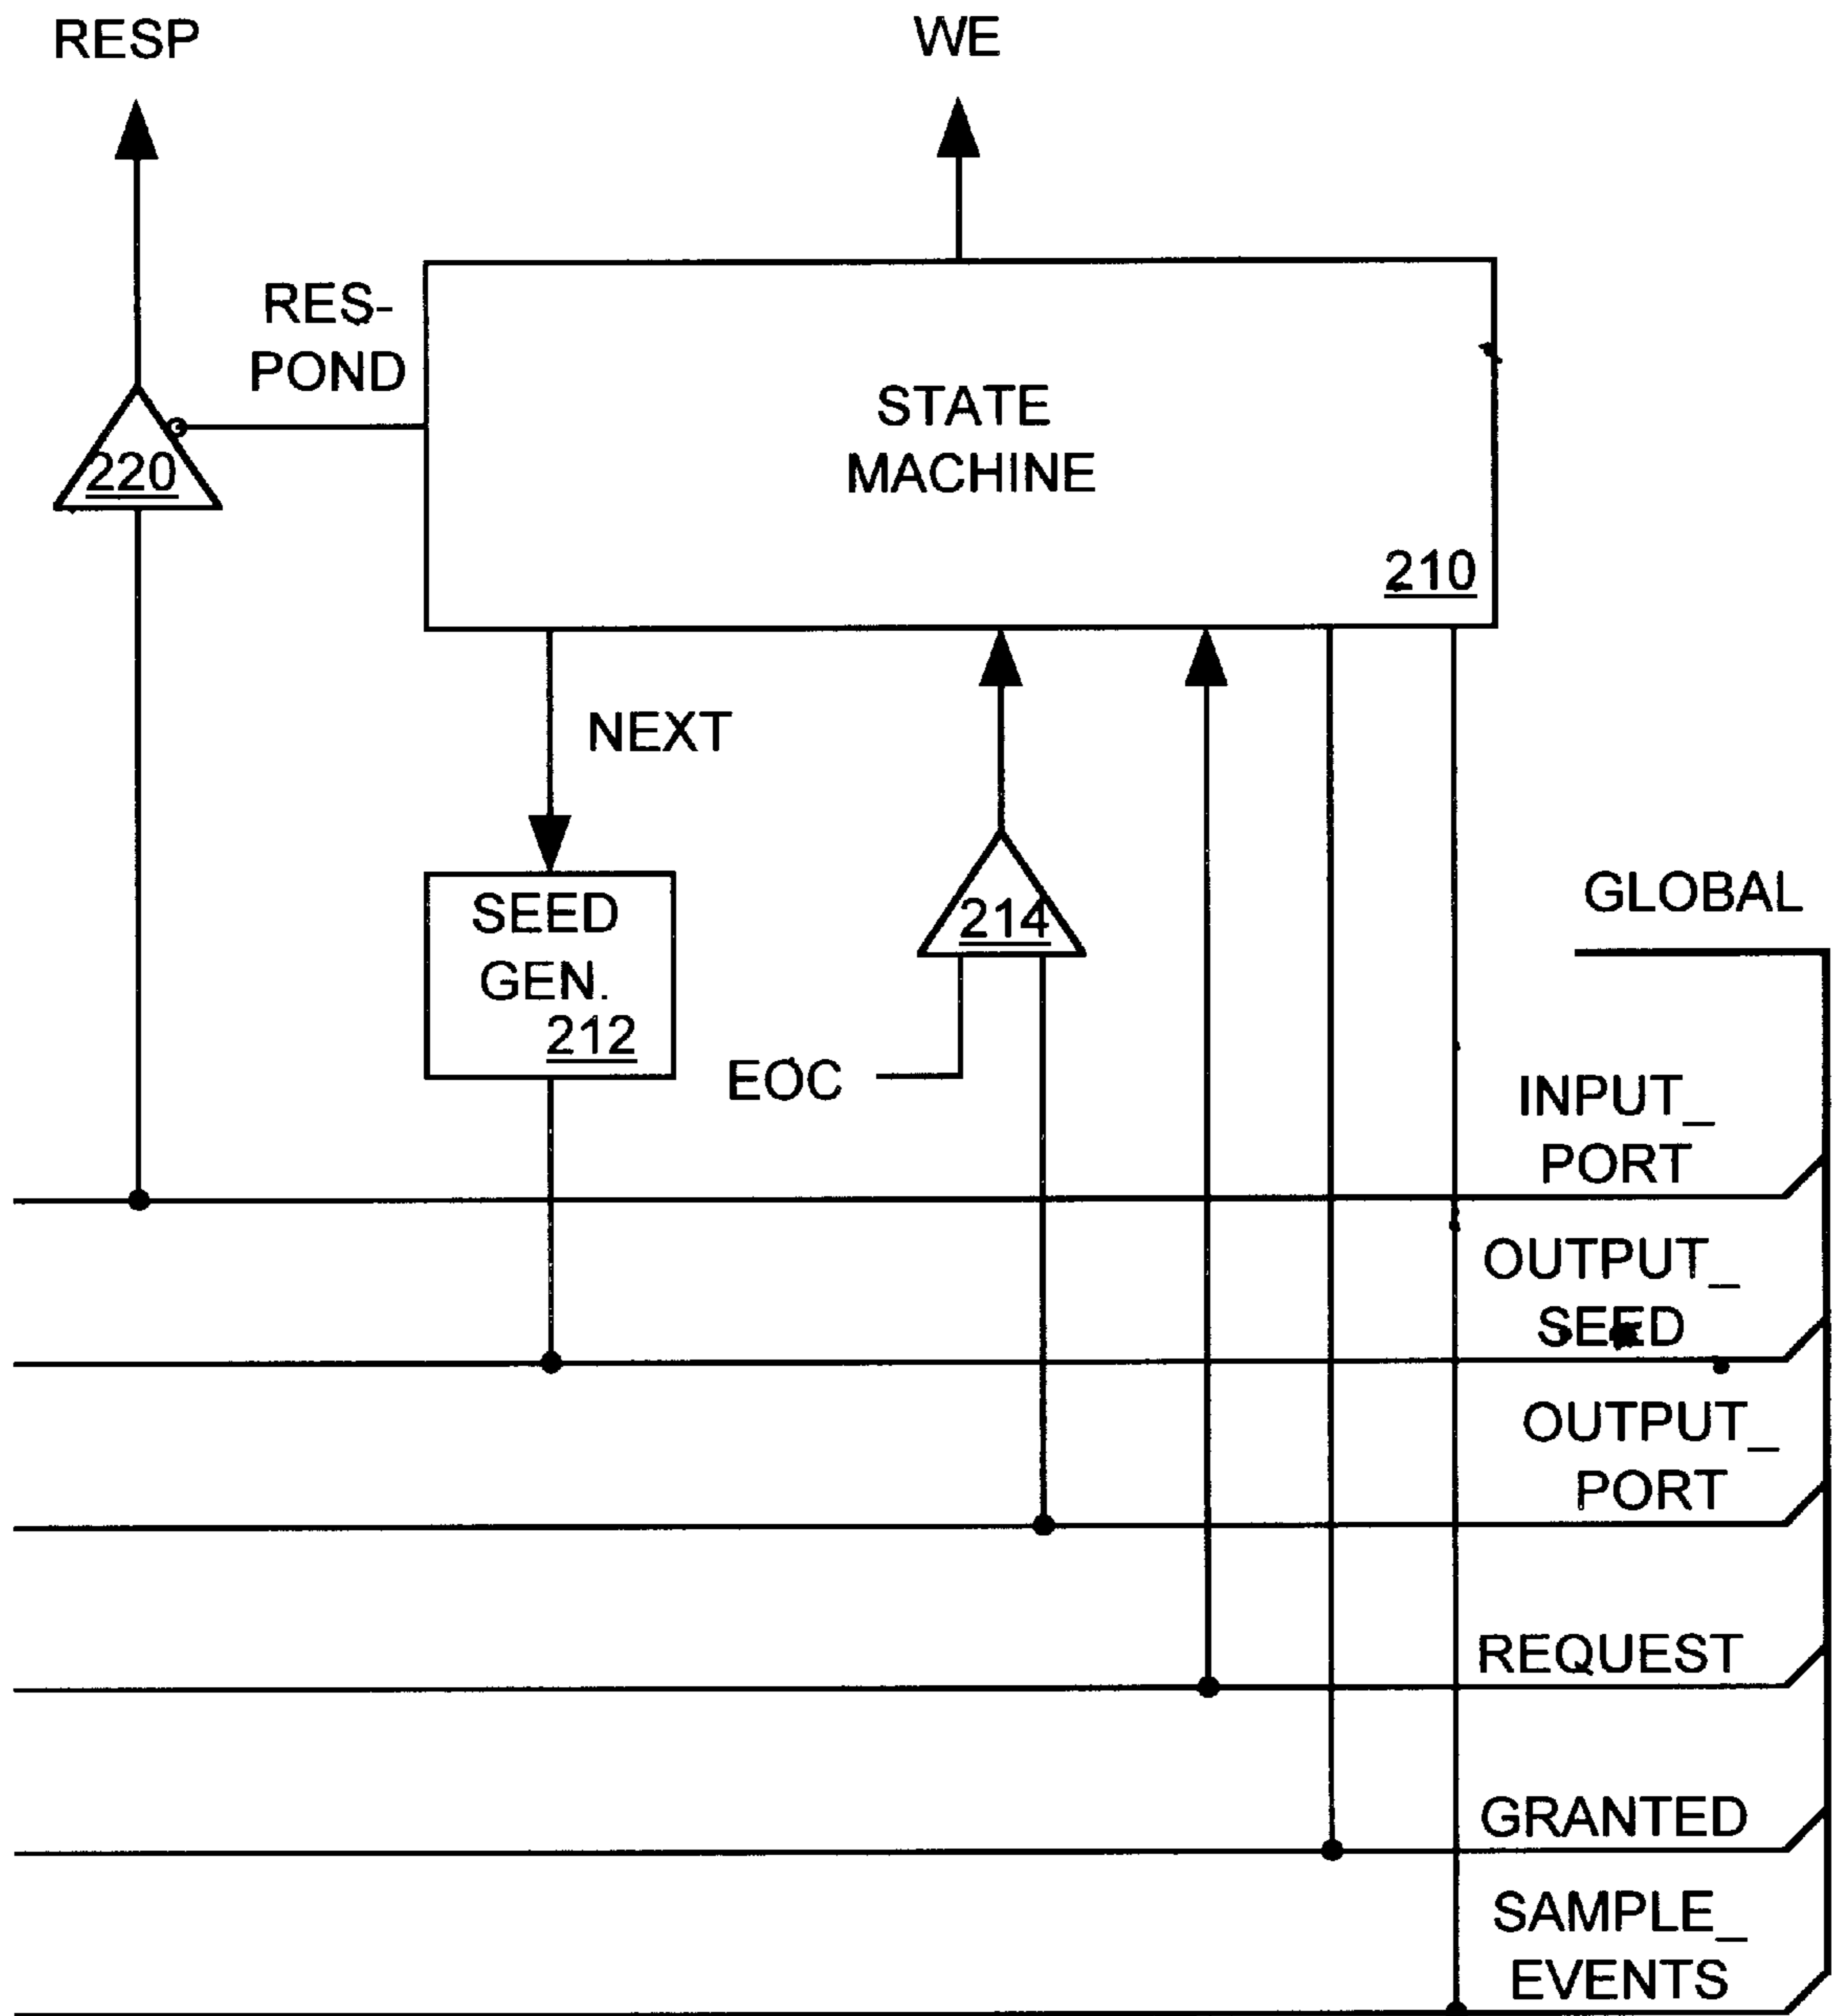 RESP
WE
RES-
POND
220
STATE
MACHINE
210
NEXT
SEED
GEN.
212
214
EOC
GLOBAL
INPUT_
PORT
OUTPUT_
SEED
OUTPUT_
PORT
REQUEST
GRANTED
SAMPLE_
EVENTS